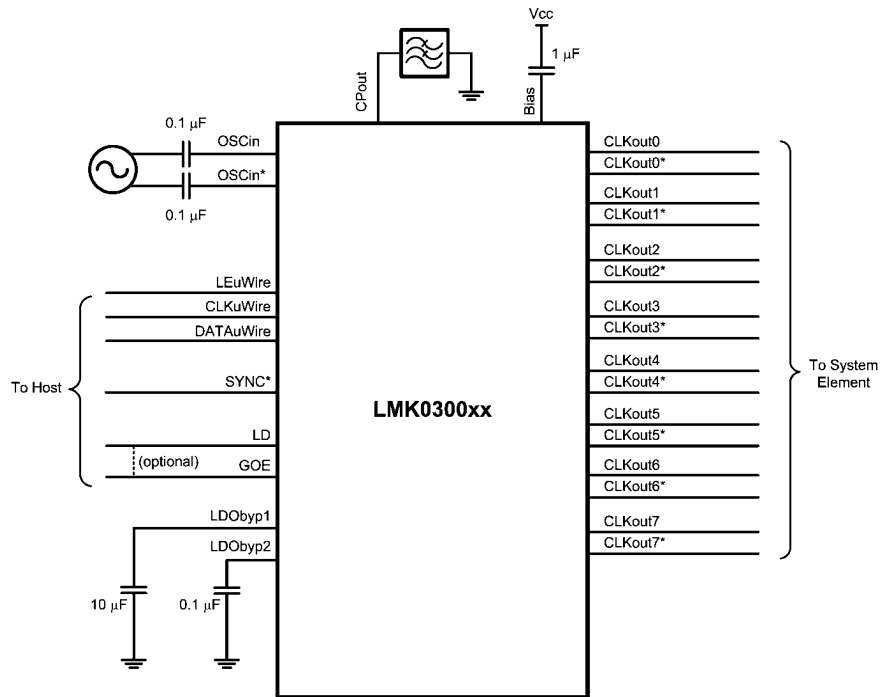 Vcc
1 μF
CPout
Bias
0.1 μF
OSCin
OSCin*
0.1 μF
LEuWire
CLKuWire
DATAuWire
SYNC*
To Host
LD
(optional)
GOE
LDObyp1
LDObyp2
10 μF
0.1 μF
LMK0300xx
CLKout0
CLKout0*
CLKout1
CLKout1*
CLKout2
CLKout2*
CLKout3
CLKout3*
CLKout4
CLKout4*
CLKout5
CLKout5*
CLKout6
CLKout6*
CLKout7
CLKout7*
To System
Element